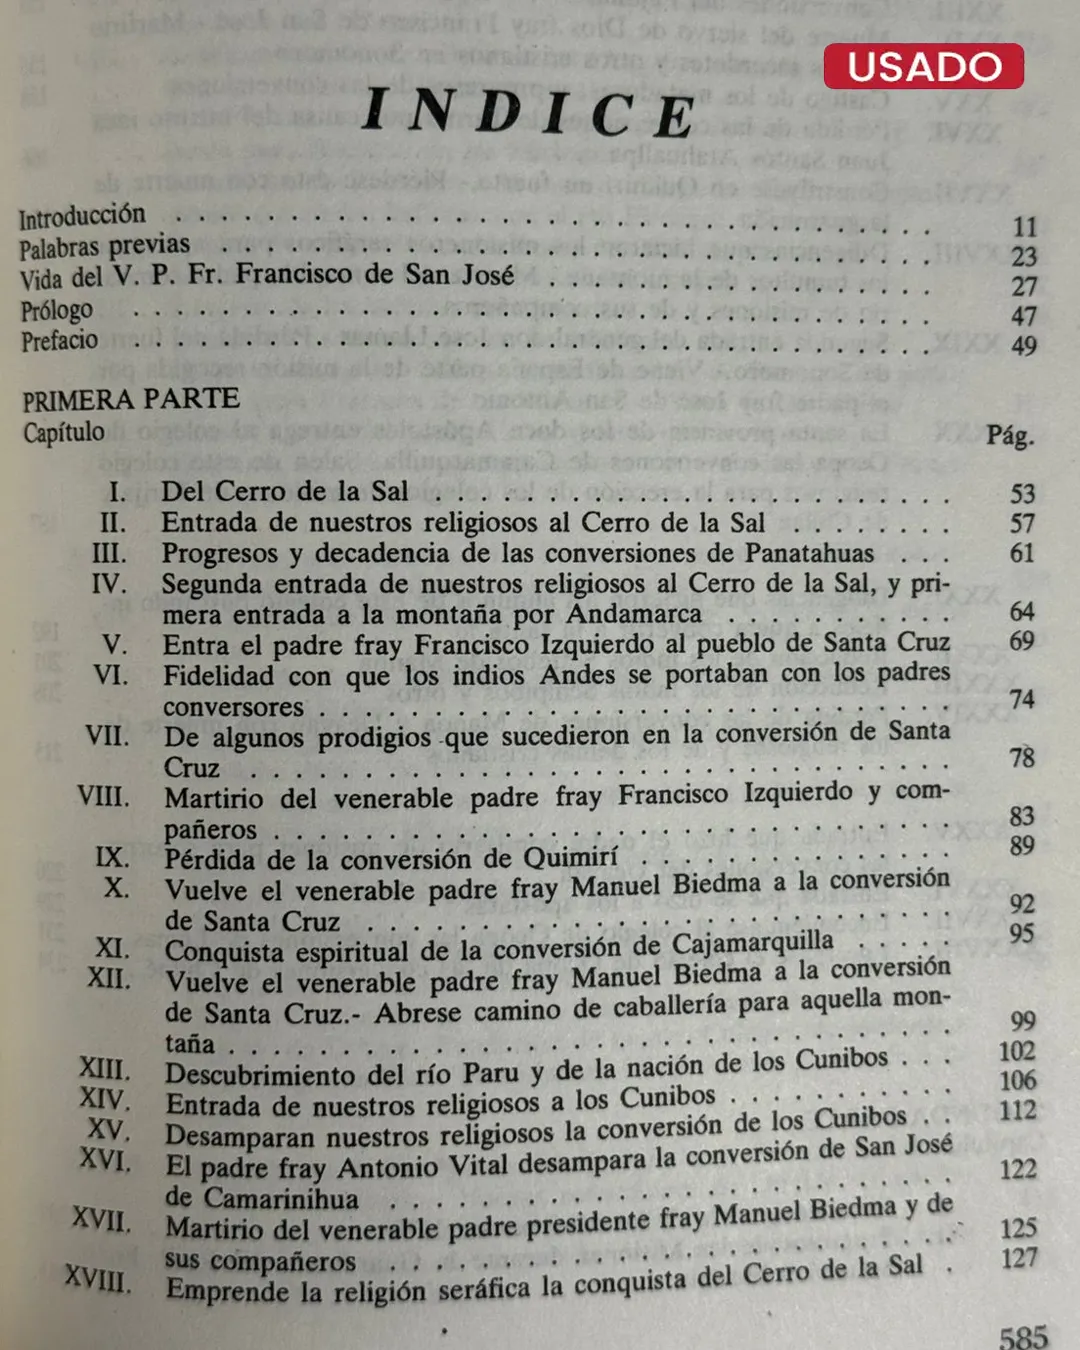 USADO
INDICE
Introducción . . . . . . . . . . . . . . . . . . . . . . . . 11
Palabras previas . . . . . . . . . . . . . . . . . . . . . . 23
Vida del V. P. Fr. Francisco de San José . . . . . . . . . . . . 27
Prólogo . . . . . . . . . . . . . . . . . . . . . . . . . . 47
Prefacio . . . . . . . . . . . . . . . . . . . . . . . . . . 49
PRIMERA PARTE
Capítulo Pág.
I. Del Cerro de la Sal . . . . . . . . . . . . . . . . . . 53
II. Entrada de nuestros religiosos al Cerro de la Sal . . . . . . . . 57
III. Progresos y decadencia de las conversiones de Panatahuas . . . 61
IV. Segunda entrada de nuestros religiosos al Cerro de la Sal, y pri-
mera entrada a la montaña por Andamarca . . . . . . . . . . 64
V. Entra el padre fray Francisco Izquierdo al pueblo de Santa Cruz 69
VI. Fidelidad con que los indios Andes se portaban con los padres
conversores . . . . . . . . . . . . . . . . . . . . . . 74
VII. De algunos prodigios que sucedieron en la conversión de Santa
Cruz . . . . . . . . . . . . . . . . . . . . . . . . 78
VIII. Martirio del venerable padre fray Francisco Izquierdo y com-
pañeros . . . . . . . . . . . . . . . . . . . . . . . . 83
IX. Pérdida de la conversión de Quimirí . . . . . . . . . . . . 89
X. Vuelve el venerable padre fray Manuel Biedma a la conversión
de Santa Cruz . . . . . . . . . . . . . . . . . . . . 92
XI. Conquista espiritual de la conversión de Cajamarquilla . . . . . 95
XII. Vuelve el venerable padre fray Manuel Biedma a la conversión
de Santa Cruz.- Abrese camino de caballería para aquella mon-
taña . . . . . . . . . . . . . . . . . . . . . . . . . 99
XIII. Descubrimiento del río Paru y de la nación de los Cunibos . . . 102
XIV. Entrada de nuestros religiosos a los Cunibos . . . . . . . . . 106
XV. Desamparan nuestros religiosos la conversión de los Cunibos . . 112
XVI. El padre fray Antonio Vital desampara la conversión de San José
de Camarinihua . . . . . . . . . . . . . . . . . . . 122
XVII. Martirio del venerable padre presidente fray Manuel Biedma y de
sus compañeros . . . . . . . . . . . . . . . . . . . 125
XVIII. Emprende la religión seráfica la conquista del Cerro de la Sal . 127
585